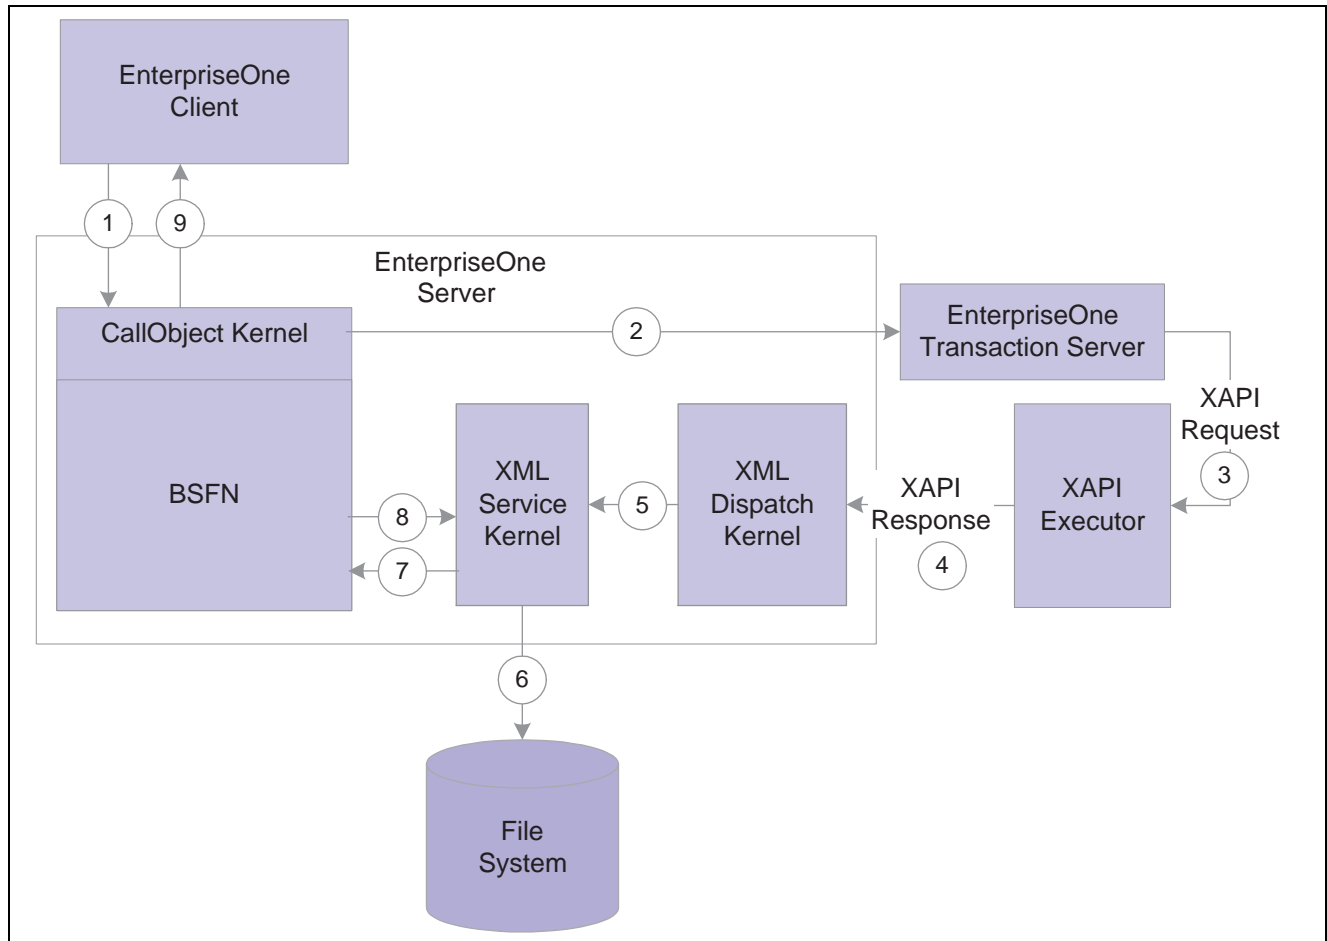 EnterpriseOne
Client
1
9
EnterpriseOne
Server
CallObject Kernel
2
EnterpriseOne
Transaction Server
XAPI
Request
3
BSFN
8
7
XML
Service
Kernel
5
XML
Dispatch
Kernel
XAPI
Response
4
XAPI
Executor
6
File
System